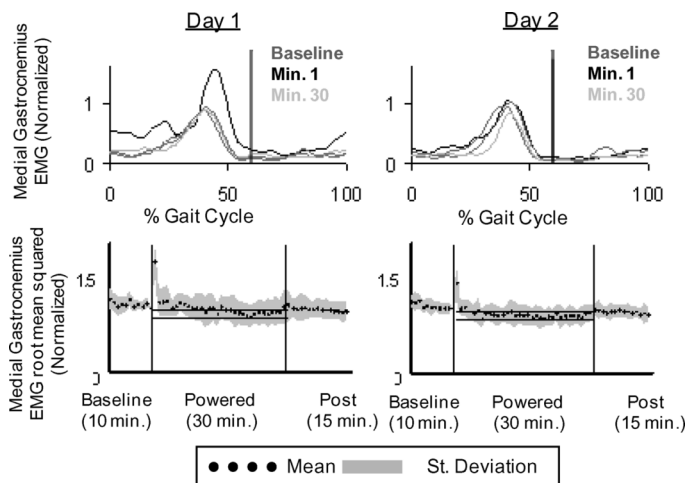 Day 1
Day 2
Medial Gastrocnemius
EMG (Normalized)
1
0
Baseline
Min. 1
Min. 30
0
50
100
% Gait Cycle
1
0
Baseline
Min. 1
Min. 30
0
50
100
% Gait Cycle
Medial Gastrocnemius
EMG root mean squared
(Normalized)
1.5
0
Baseline
(10 min.)
Powered
(30 min.)
Post
(15 min.)
1.5
0
Baseline
(10 min.)
Powered
(30 min.)
Post
(15 min.)
Mean
St. Deviation